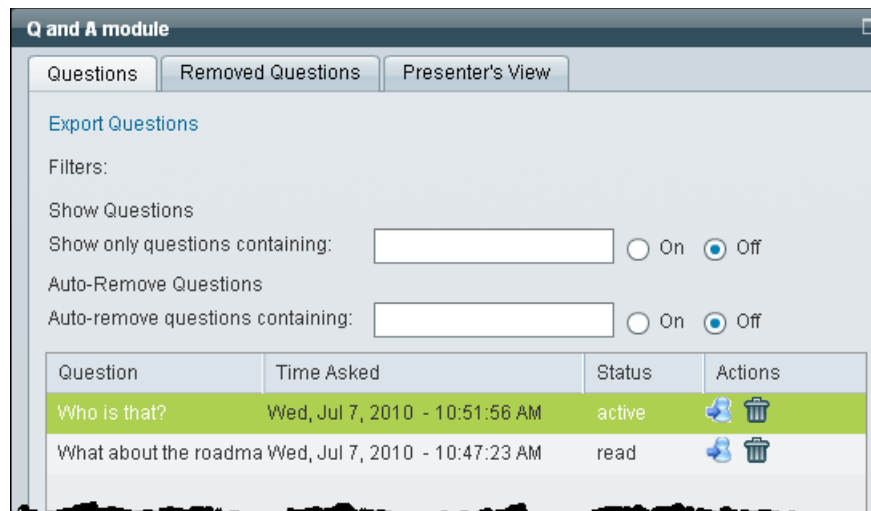 Q and A module
Questions Removed Questions Presenter's View
Export Questions
Filters:
Show Questions
Show only questions containing: On Off
Auto-Remove Questions
Auto-remove questions containing: On Off
Question Time Asked Status Actions
Who is that? Wed, Jul 7, 2010 - 10:51:56 AM active
What about the roadma Wed, Jul 7, 2010 - 10:47:23 AM read